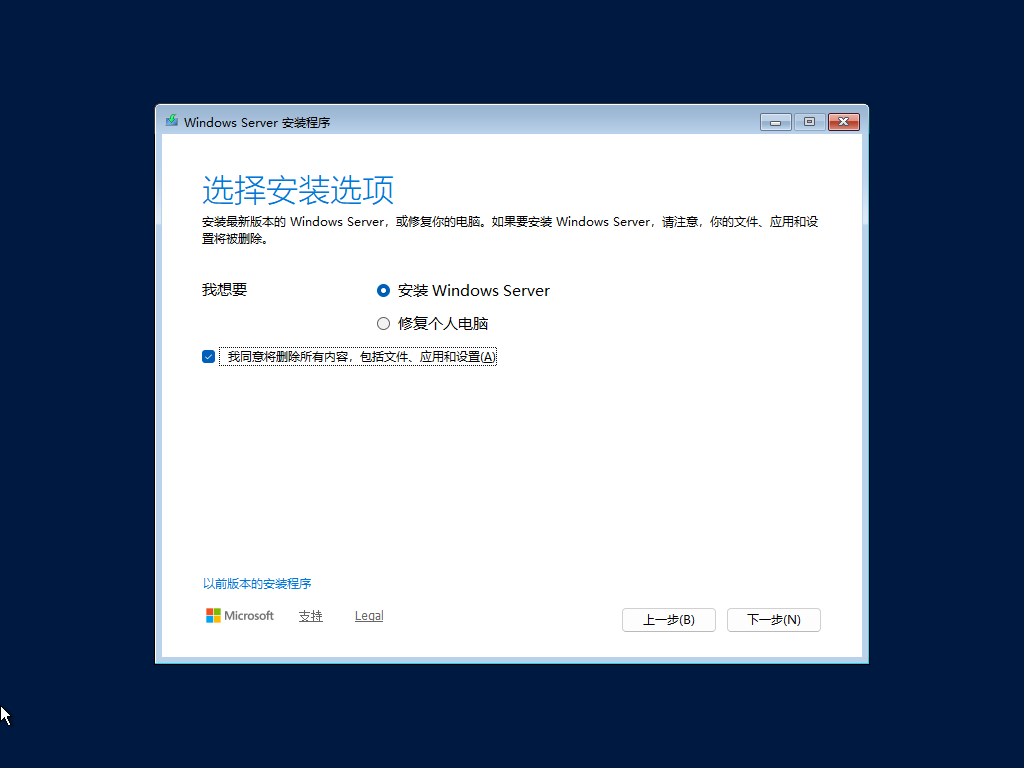 Windows Server 安装程序
选择安装选项
安装最新版本的 Windows Server，或修复你的电脑。如果要安装 Windows Server，请注意，你的文件、应用和设
置将被删除。
我想要
安装 Windows Server
修复个人电脑
我同意将删除所有内容，包括文件、应用和设置(A)
以前版本的安装程序
Microsoft 支持 Legal
上一步(B) 下一步(N)